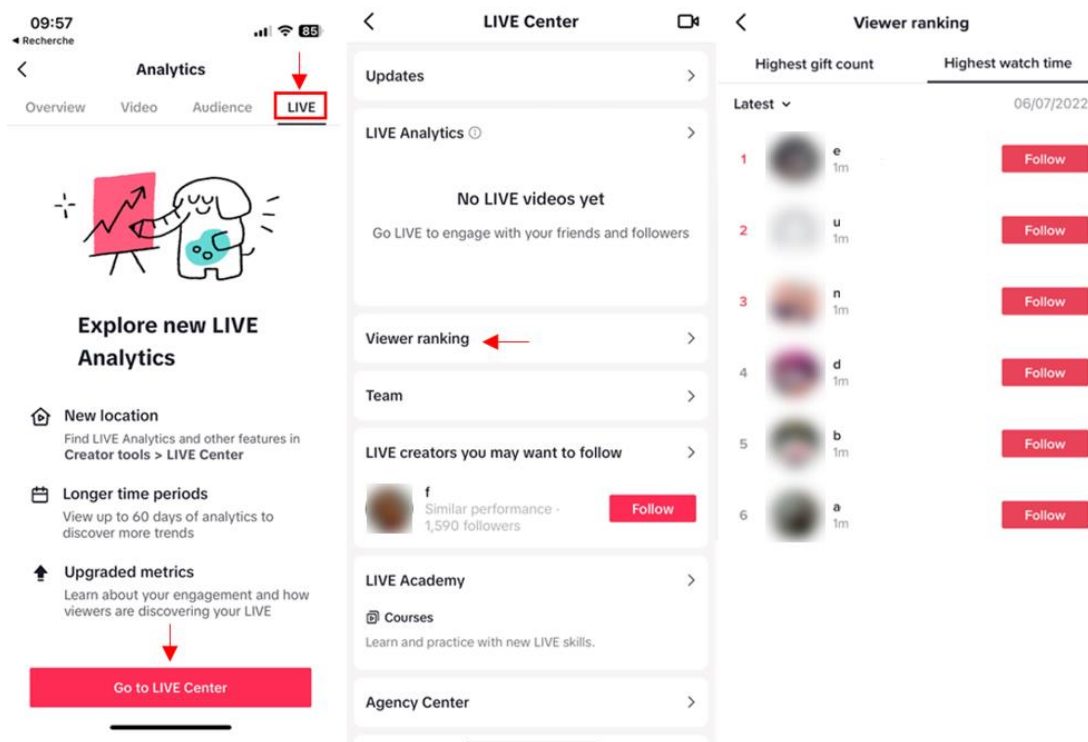 09:57
85
◄ Recherche
Analytics
Overview Video Audience LIVE
Explore new LIVE
Analytics
New location
Find LIVE Analytics and other features in
Creator tools > LIVE Center
Longer time periods
View up to 60 days of analytics to
discover more trends
Upgraded metrics
Learn about your engagement and how
viewers are discovering your LIVE
Go to LIVE Center
LIVE Center
Updates
LIVE Analytics
No LIVE videos yet
Go LIVE to engage with your friends and followers
Viewer ranking
Team
LIVE creators you may want to follow
f
Similar performance ·
1,590 followers
Follow
LIVE Academy
Courses
Learn and practice with new LIVE skills.
Agency Center
Viewer ranking
Highest gift count Highest watch time
Latest 06/07/2022
1 e Follow
1m
2 u Follow
1m
3 n Follow
1m
4 d Follow
1m
5 b Follow
1m
6 a Follow
1m